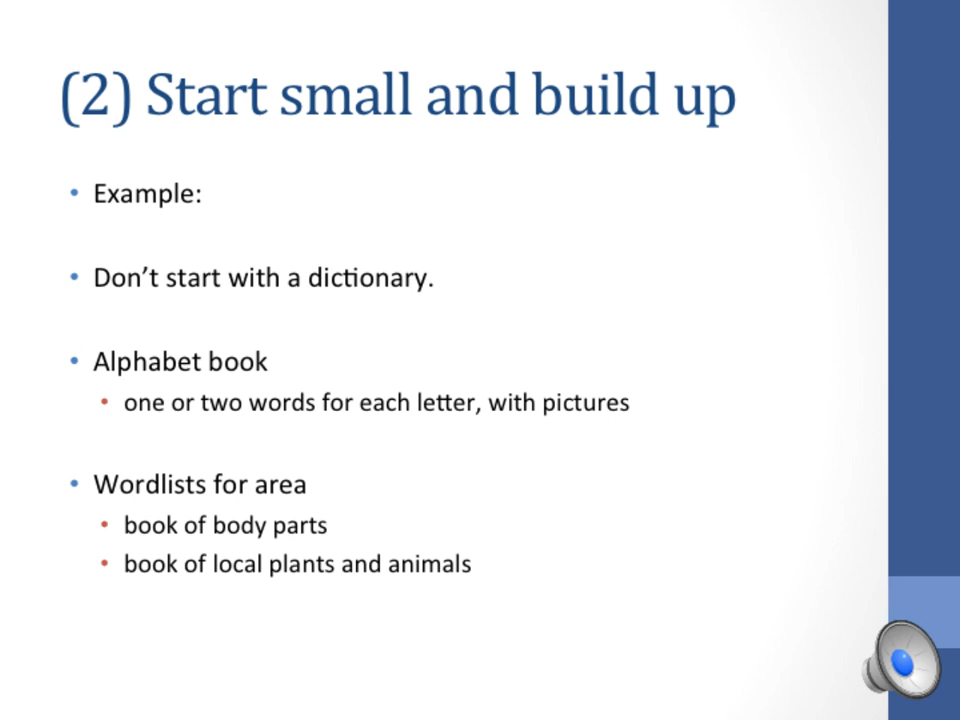 (2) Start small and build up
• Example:
• Don’t start with a dictionary.
• Alphabet book
• one or two words for each letter, with pictures
• Wordlists for area
• book of body parts
• book of local plants and animals